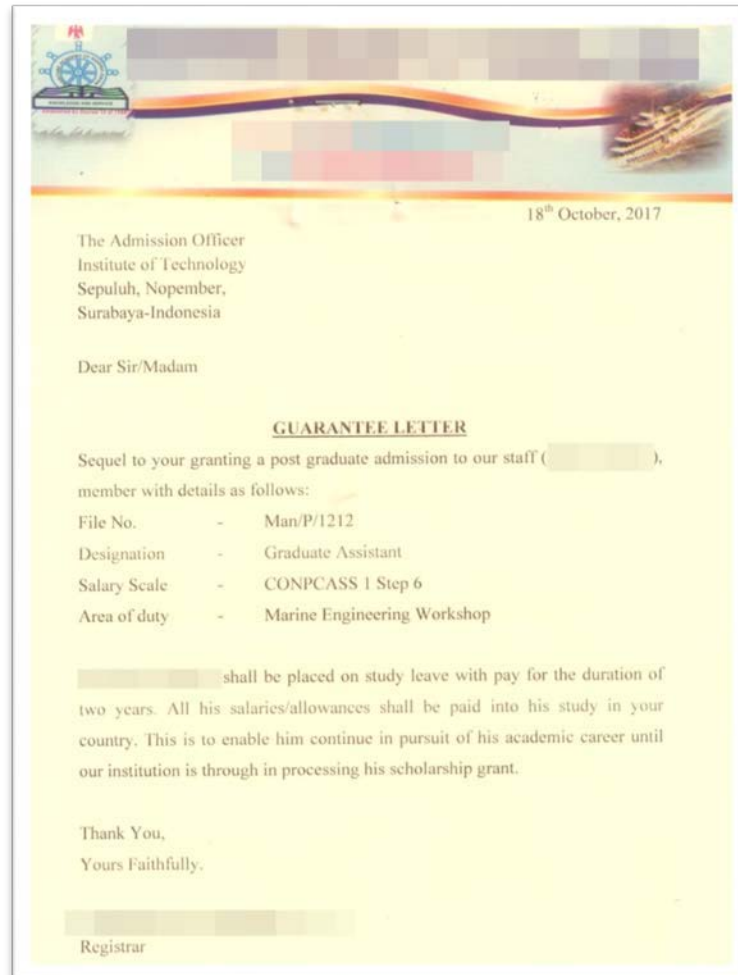 KNOWLEDGE AND SERVICE
18th October, 2017
The Admission Officer
Institute of Technology
Sepuluh, Nopember,
Surabaya-Indonesia
Dear Sir/Madam
GUARANTEE LETTER
Sequel to your granting a post graduate admission to our staff ( ),
member with details as follows:
File No. - Man/P/1212
Designation - Graduate Assistant
Salary Scale - CONPCASS 1 Step 6
Area of duty - Marine Engineering Workshop
shall be placed on study leave with pay for the duration of
two years. All his salaries/allowances shall be paid into his study in your
country. This is to enable him continue in pursuit of his academic career until
our institution is through in processing his scholarship grant.
Thank You,
Yours Faithfully.
Registrar